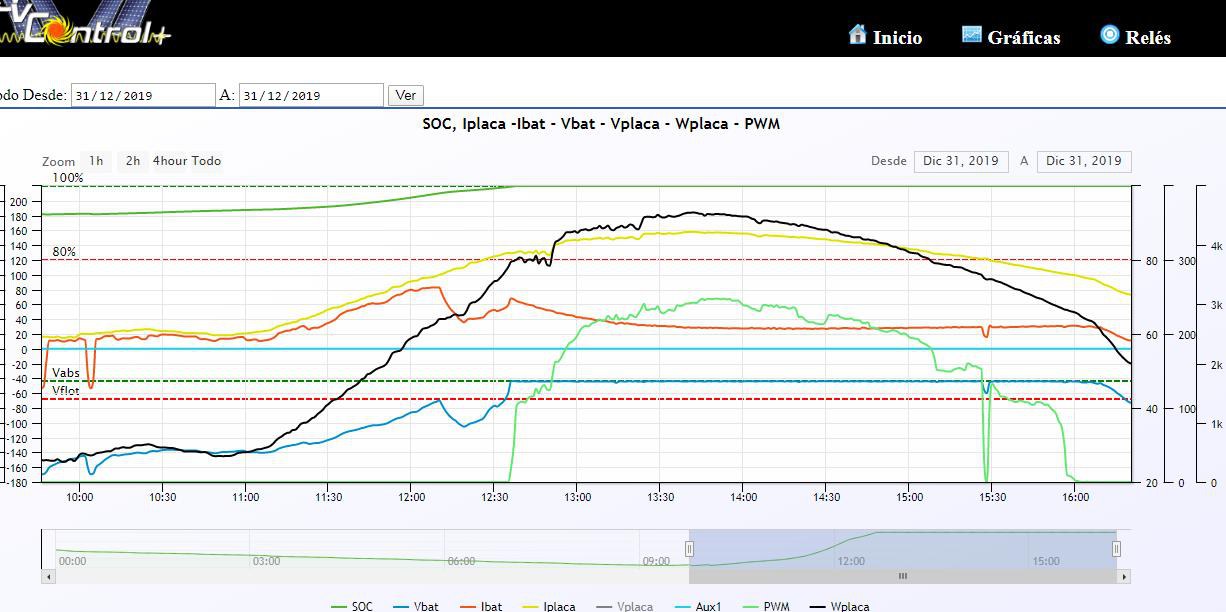 Control+
Inicio Gráficas Relés
odo Desde: 31/12/2019 A: 31/12/2019 Ver
SOC, Iplaca -Ibat - Vbat - Vplaca - Wplaca - PWM
Zoom 1h 2h 4hour Todo Desde Dic 31, 2019 A Dic 31, 2019
100%
200
180
160
140 4k
80%
120 80 300
100
80
60 3k
40
20 60 200
0
-20 2k
Vabs
-40
Vflot
-60
-80 40 100
-100 1k
-120
-140
-160
-180 20 0 0
10:00 10:30 11:00 11:30 12:00 12:30 13:00 13:30 14:00 14:30 15:00 15:30 16:00
00:00 03:00 06:00 09:00 12:00 15:00
SOC Vbat Ibat Iplaca Vplaca Aux1 PWM Wplaca